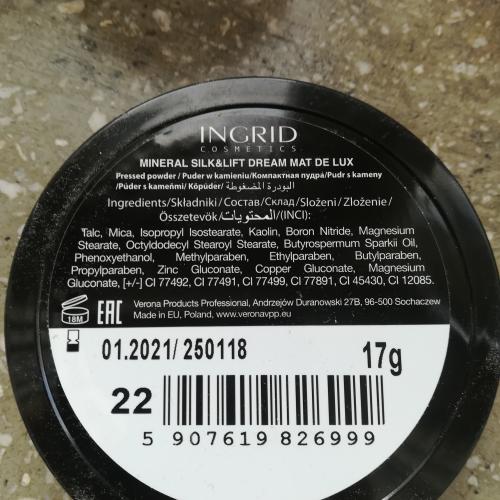 INGRID
COSMETICS
MINERAL SILK&LIFT DREAM MAT DE LUX
Pressed powder / Puder w kamieniu/Компактная пудра/Pudr s kameny
/Púder s kameňmi/ Kőpúder/ البودرة المضغوطة
Ingredients/Składniki/Состав/Склад/Složení/Zloženie/
Összetevök/المحتويات/(INCI):
Talc, Mica, Isopropyl Isostearate, Kaolin, Boron Nitride, Magnesium
Stearate, Octyldodecyl Stearoyl Stearate, Butyrospermum Sparkii Oil,
Phenoxyethanol, Methylparaben, Ethylparaben, Butylparaben,
Propylparaben, Zinc Gluconate, Copper Gluconate, Magnesium
Gluconate, [+/-] CI 77492, CI 77491, CI 77499, CI 77891, CI 45430, CI 12085.
Verona Products Professional, Andrzejów Duranowski 27B, 96-500 Sochaczew
Made in EU, Poland, www.veronavpp.eu
18M
EAC
01.2021/ 250118
17g
22
5 907619 826999